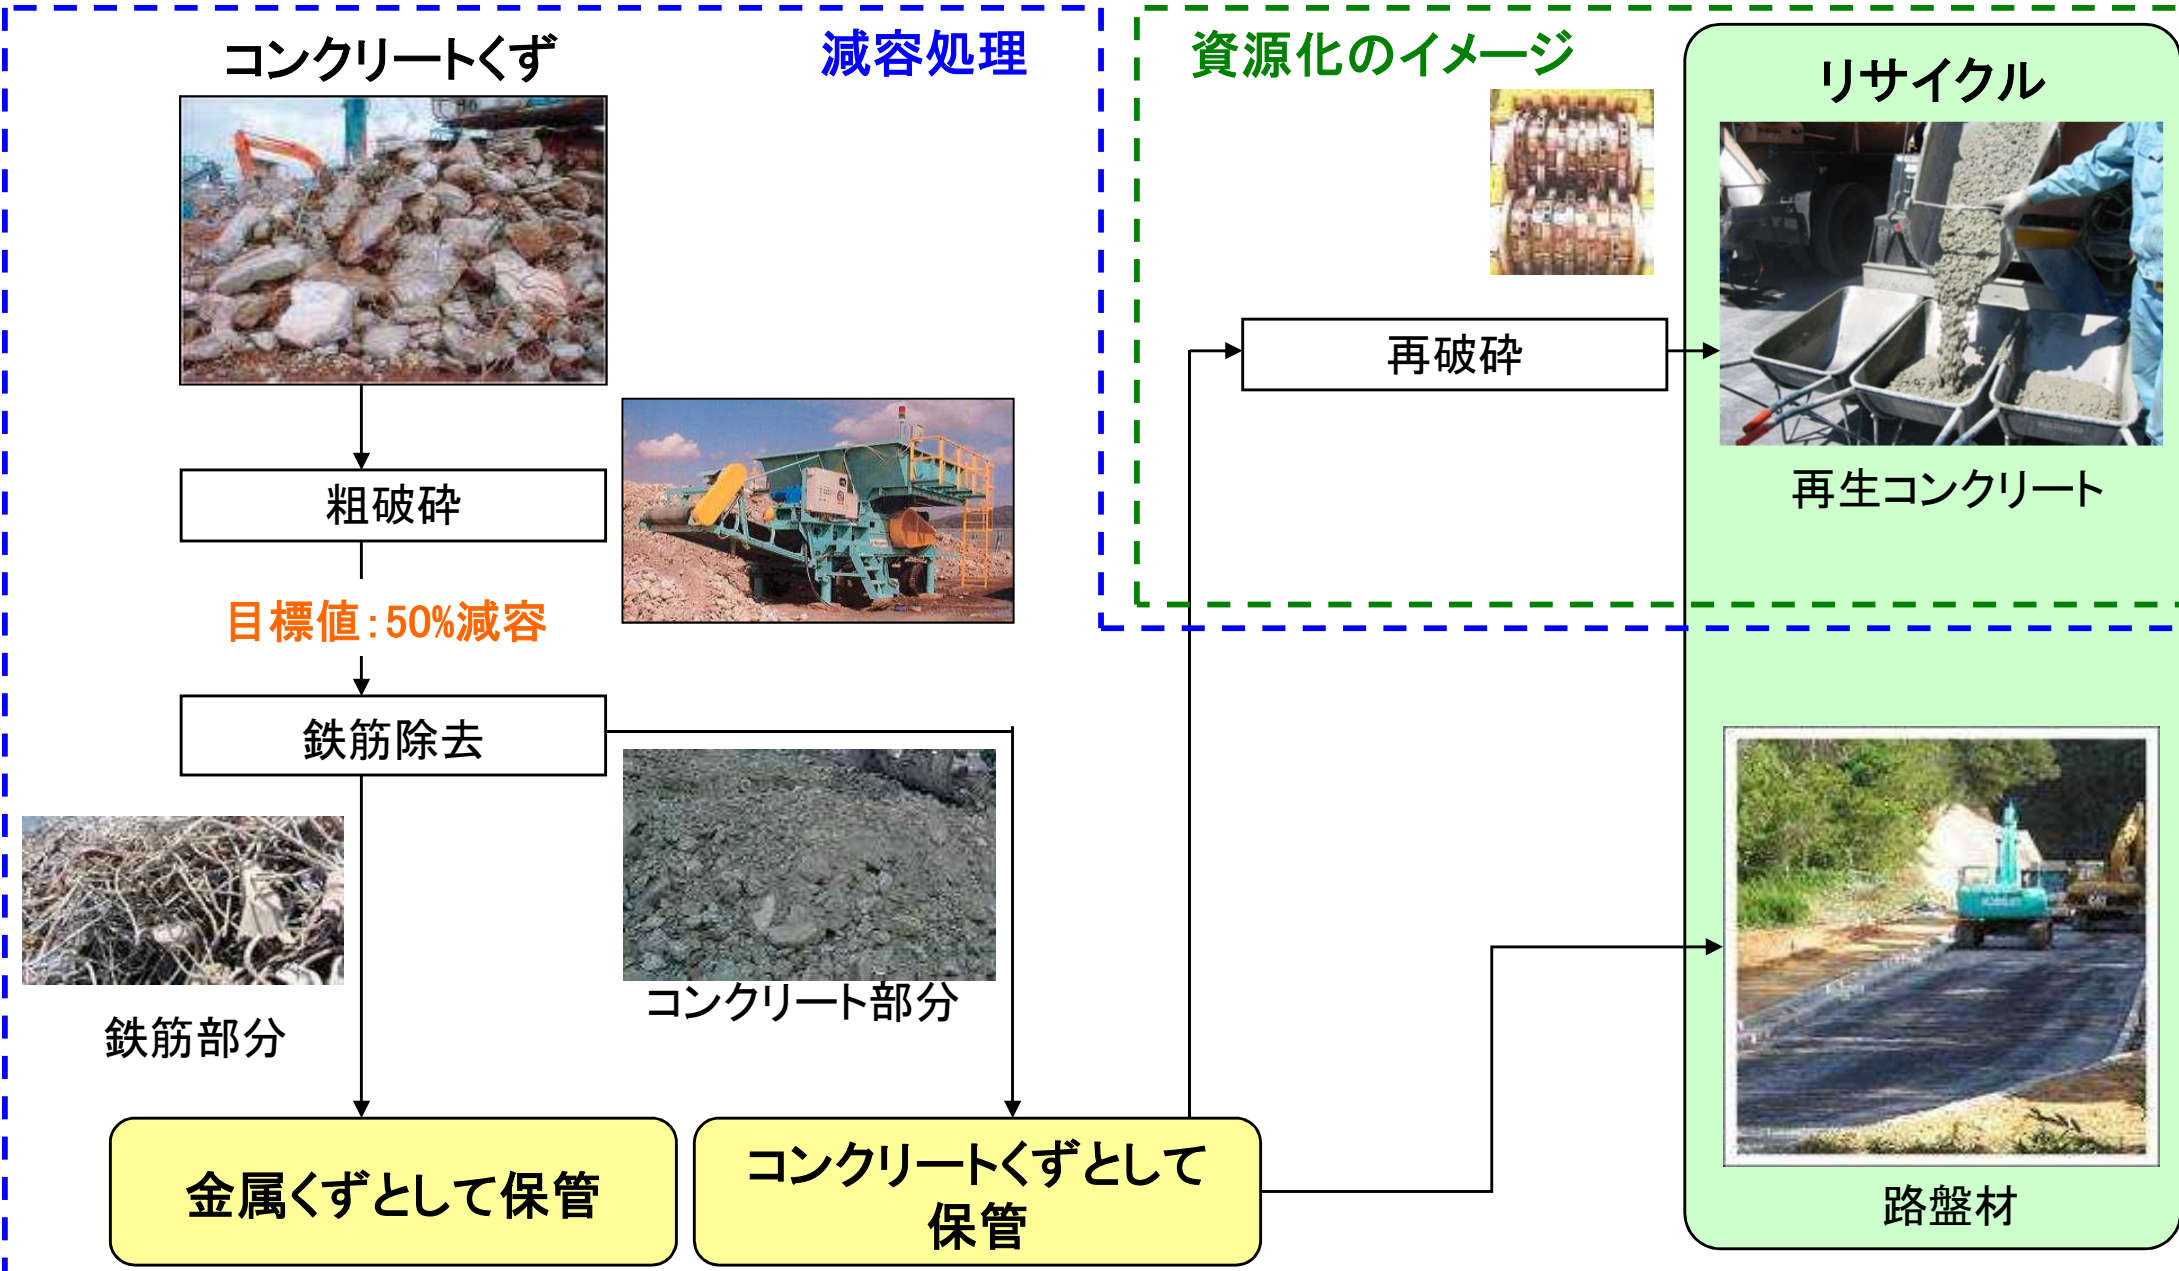 コンクリートくず
減容処理
資源化のイメージ
リサイクル
再破砕
再生コンクリート
粗破砕
目標値:50%減容
鉄筋除去
コンクリート部分
鉄筋部分
金属くずとして保管
コンクリートくずとして
保管
路盤材